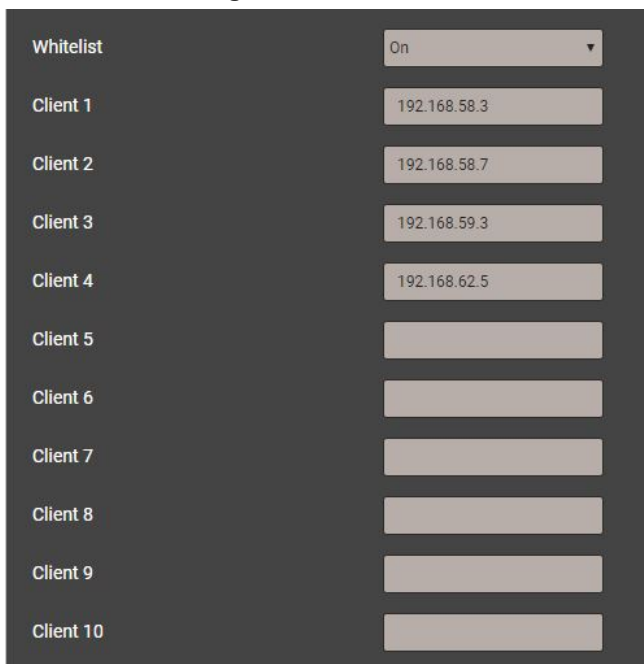 Whitelist On
Client 1 192.168.58.3
Client 2 192.168.58.7
Client 3 192.168.59.3
Client 4 192.168.62.5
Client 5
Client 6
Client 7
Client 8
Client 9
Client 10